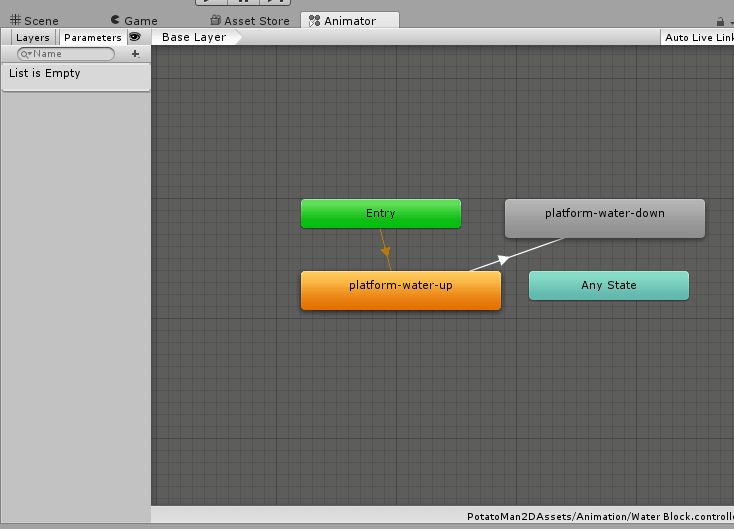 Scene Game Asset Store Animator
Layers Parameters Base Layer Auto Live Link
Name
List is Empty
Entry platform-water-down
platform-water-up Any State
PotatoMan2DAssets/Animation/Water Block.controlle